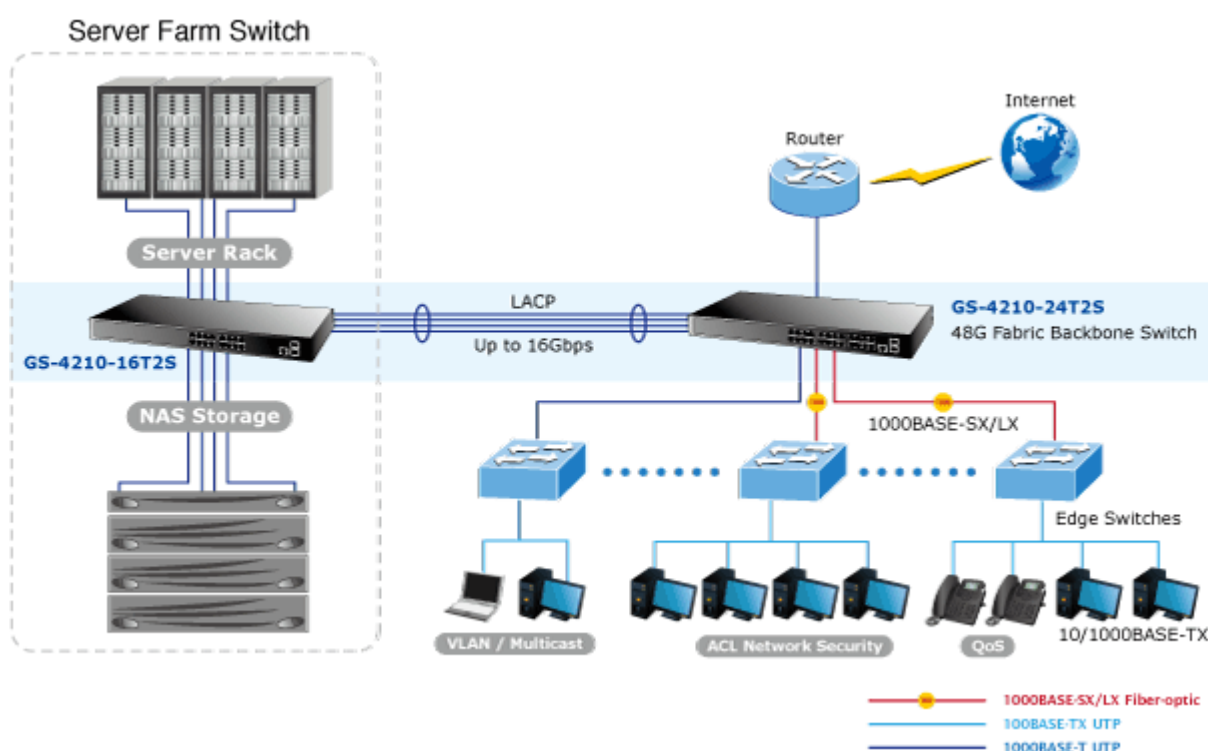 Server Farm Switch
Internet
Router
Server Rack
LACP
GS-4210-24T2S
48G Fabric Backbone Switch
Up to 16Gbps
GS-4210-16T2S
NAS Storage
1000BASE-SX/LX
Edge Switches
10/1000BASE-TX
VLAN / Multicast
ACL Network Security
QoS
1000BASE-SX/LX Fiber-optic
100BASE-TX UTP
1000BASE-T UTP